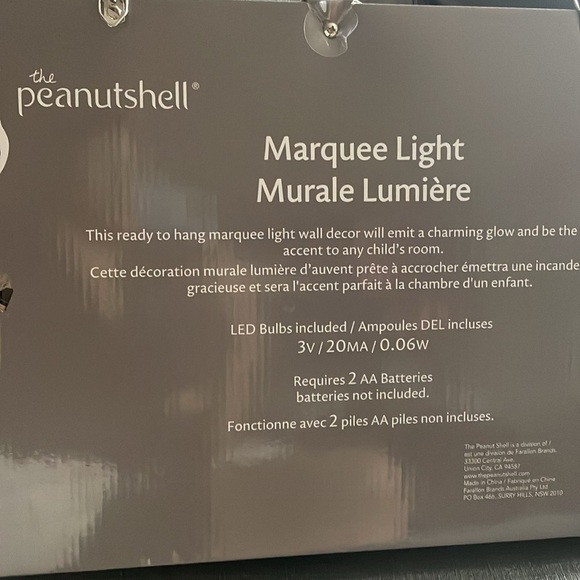 the
peanutshell®
Marquee Light
Murale Lumière
This ready to hang marquee light wall decor will emit a charming glow and be the
accent to any child's room.
Cette décoration murale lumière d'auvent prête à accrocher émettra une incande
gracieuse et sera l'accent parfait à la chambre d'un enfant.
LED Bulbs included / Ampoules DEL incluses
3V / 20MA / 0.06W
Requires 2 AA Batteries
batteries not included.
Fonctionne avec 2 piles AA piles non incluses.
The Peanut Shell is a division of /
est une division de Farallon Brands
33300 Central Ave.
Union City, CA 94587
www.thepeanutshell.com
Made in China / Fabriqué en Chine
Farallon Brands Australia Pty Ltd
PO Box 466, SURRY HILLS, NSW 2010